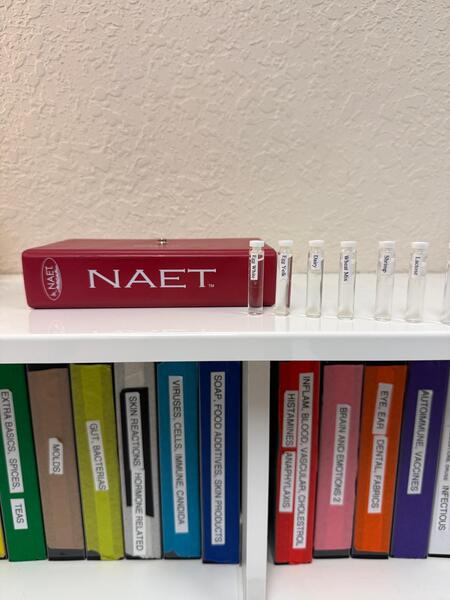 NAET
NAET™
Egg White
Egg Yolk
Dairy
Wheat Mix
Shrimp
Lactose
EXTRA BASICS, SPICES,
TEAS
MOLDS
GUT, BACTERIAS
SKIN REACTIONS, HORMONE RELATED
VIRUSES, CELLS, IMMUNE, CANDIDA
SOAP, FOOD ADDITIVES, SKIN PRODUCTS
INFLAM, BLOOD, VASCULAR, CHOLESTROL
HISTAMINES, ANAPHYLAXIS
BRAIN AND EMOTIONS 2
EYE, EAR
DENTAL, FABRICS
AUTOIMMUNE, VACCINES
INFECTIOUS